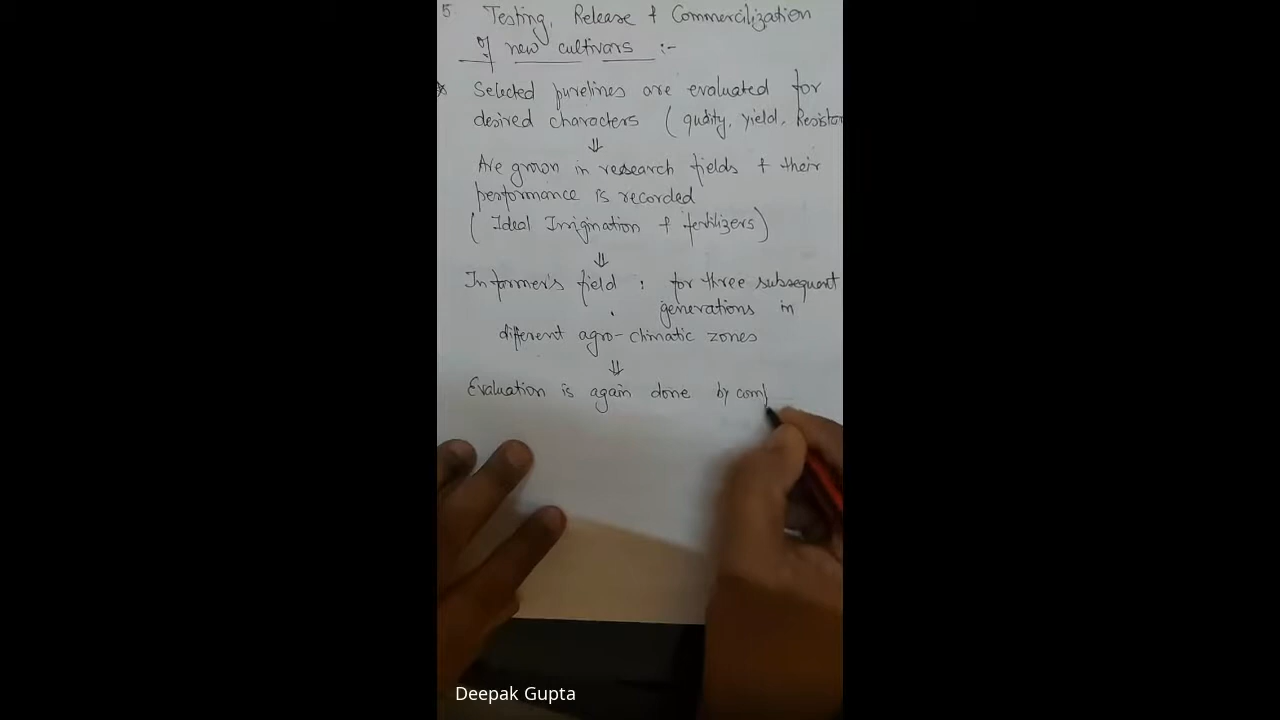 5 Testing, Release & Commercilization
of new cultivars :-
* Selected purelines are evaluated for
desired characters ( quality, yield, Resistan
Are grown in research fields & their
performance is recorded
( Ideal Irrigination & fertilizers)
In farmer's field : for three subsequent
generations in
different agro-climatic zones
Evaluation is again done by comp
Deepak Gupta